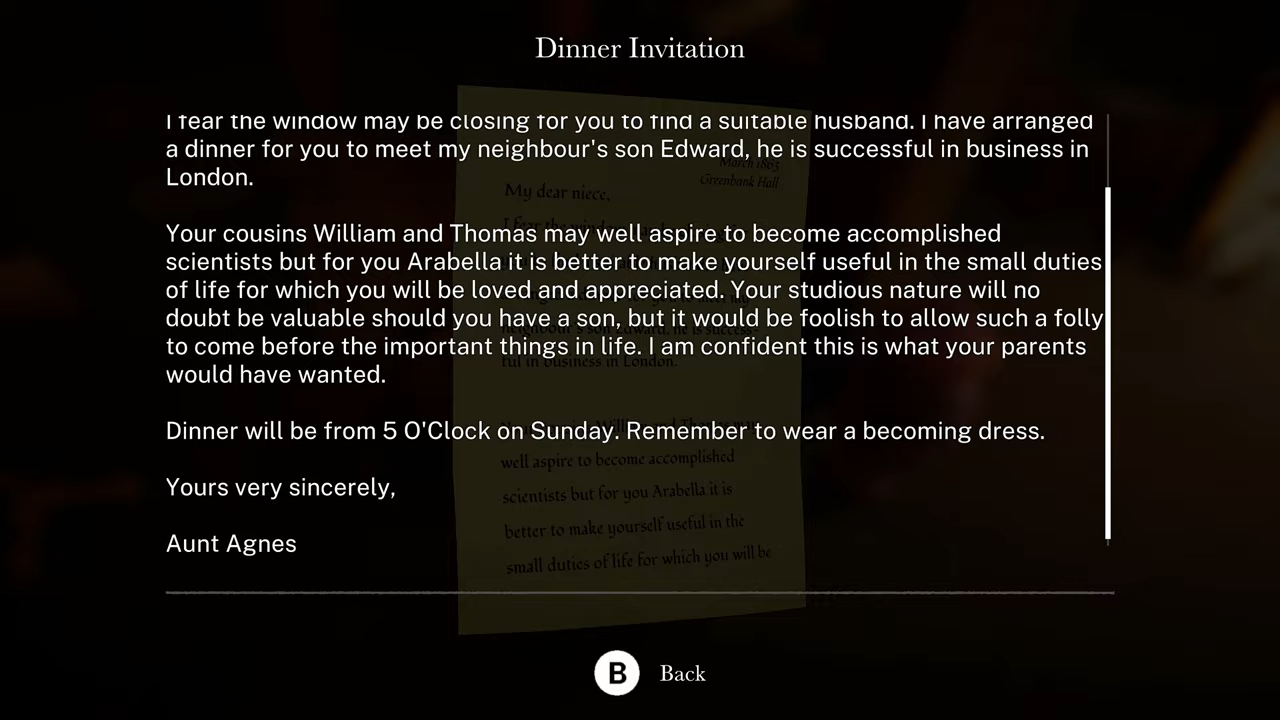 Dinner Invitation
I fear the window may be closing for you to find a suitable husband. I have arranged
a dinner for you to meet my neighbour's son Edward, he is successful in business in
London.
Your cousins William and Thomas may well aspire to become accomplished
scientists but for you Arabella it is better to make yourself useful in the small duties
of life for which you will be loved and appreciated. Your studious nature will no
doubt be valuable should you have a son, but it would be foolish to allow such a folly
to come before the important things in life. I am confident this is what your parents
would have wanted.
Dinner will be from 5 O'Clock on Sunday. Remember to wear a becoming dress.
Yours very sincerely,
Aunt Agnes
March 1865
Greenbank Hall
My dear niece,
neighbour's son Edward, he is success-
ful in business in London.
well aspire to become accomplished
scientists but for you Arabella it is
better to make yourself useful in the
small duties of life for which you will be
B Back